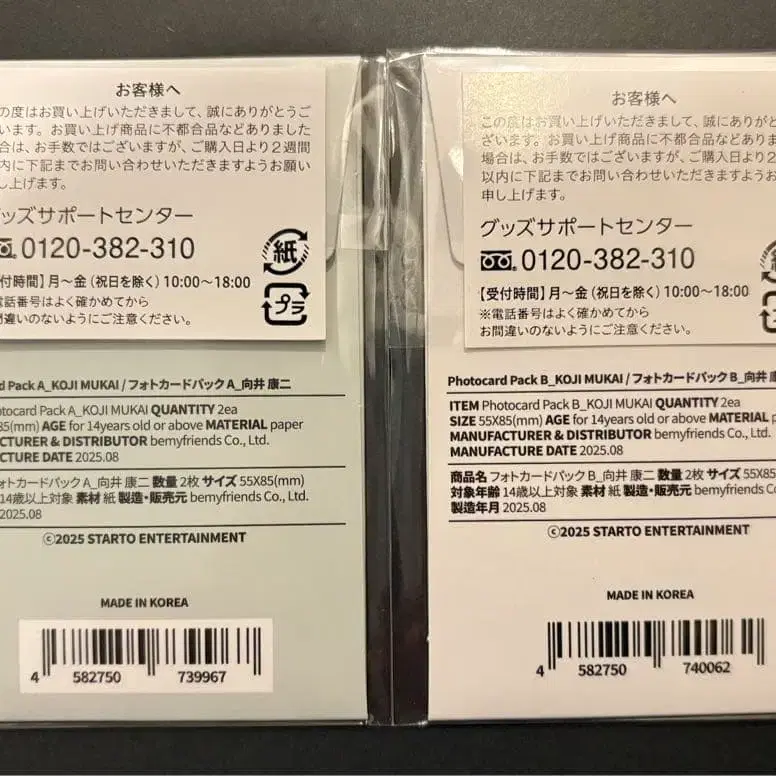 お客様へ
の度はお買い上げいただきまして、誠にありがとうご
います。お買い上げ商品に不都合品などありました
合は、お手数ではございますが、ご購入日より２週間
内に下記までお問い合わせいただきますようお願い
し上げます。
グッズサポートセンター
0120-382-310
受付時間】月～金（祝日を除く）10:00～18:00
電話番号はよく確かめてから
間違いのないようにご注意ください。
紙
プラ
d Pack A_KOJI MUKAI / フォトカードパック A_向井 康二
otocard Pack A_KOJI MUKAI QUANTITY 2ea
85(mm) AGE for 14years old or above MATERIAL paper
CTURER & DISTRIBUTOR bemyfriends Co., Ltd.
CTURE DATE 2025.08
ォトカードパック A_向井 康二 数量 2枚 サイズ 55X85(mm)
14歳以上対象 素材 紙 製造・販売元 bemyfriends Co., Ltd.
2025.08
ⓒ2025 STARTO ENTERTAINMENT
MADE IN KOREA
4 582750 739967
お客様へ
この度はお買い上げいただきまして、誠にありがと
ざいます。お買い上げ商品に不都合品などありま
場合は、お手数ではございますが、ご購入日より2
以内に下記までお問い合わせいただきますようお
申し上げます。
グッズサポートセンター
0120-382-310
【受付時間】月～金（祝日を除く）10:00～18:00
※電話番号はよく確かめてから
お間違いのないようにご注意ください。
紙
Photocard Pack B_KOJI MUKAI / フォトカードパック B_向井 康
ITEM Photocard Pack B_KOJI MUKAI QUANTITY 2ea
SIZE 55X85(mm) AGE for 14years old or above MATERIAL p
MANUFACTURER & DISTRIBUTOR bemyfriends Co., Ltd.
MANUFACTURE DATE 2025.08
商品名 フォトカードパック B_向井 康二 数量 2枚 サイズ 55X85
対象年齢 14歳以上対象 素材 紙 製造・販売元 bemyfriends Co.
製造年月 2025.08
ⓒ2025 STARTO ENTERTAINMENT
MADE IN KOREA
4 582750 740062